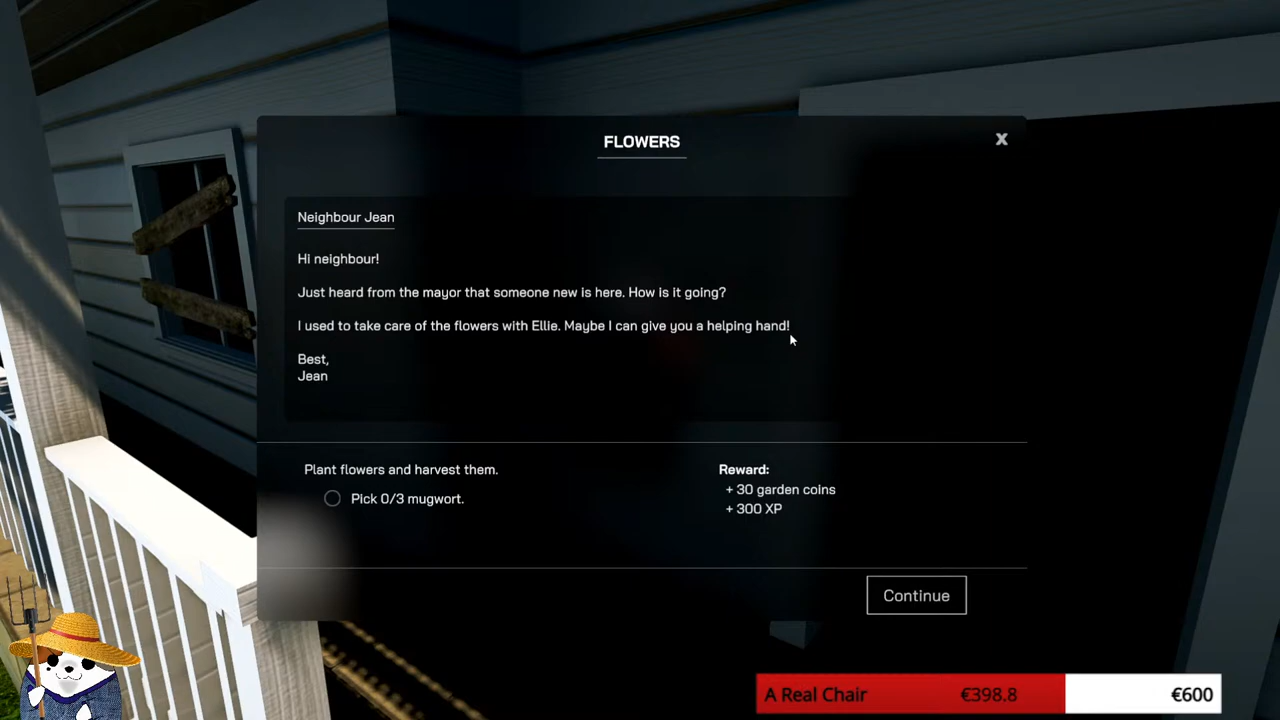 FLOWERS
X
Neighbour Jean
Hi neighbour!
Just heard from the mayor that someone new is here. How is it going?
I used to take care of the flowers with Ellie. Maybe I can give you a helping hand!
Best,
Jean
Plant flowers and harvest them.
Pick 0/3 mugwort.
Reward:
+ 30 garden coins
+ 300 XP
Continue
A Real Chair €398.8 €600